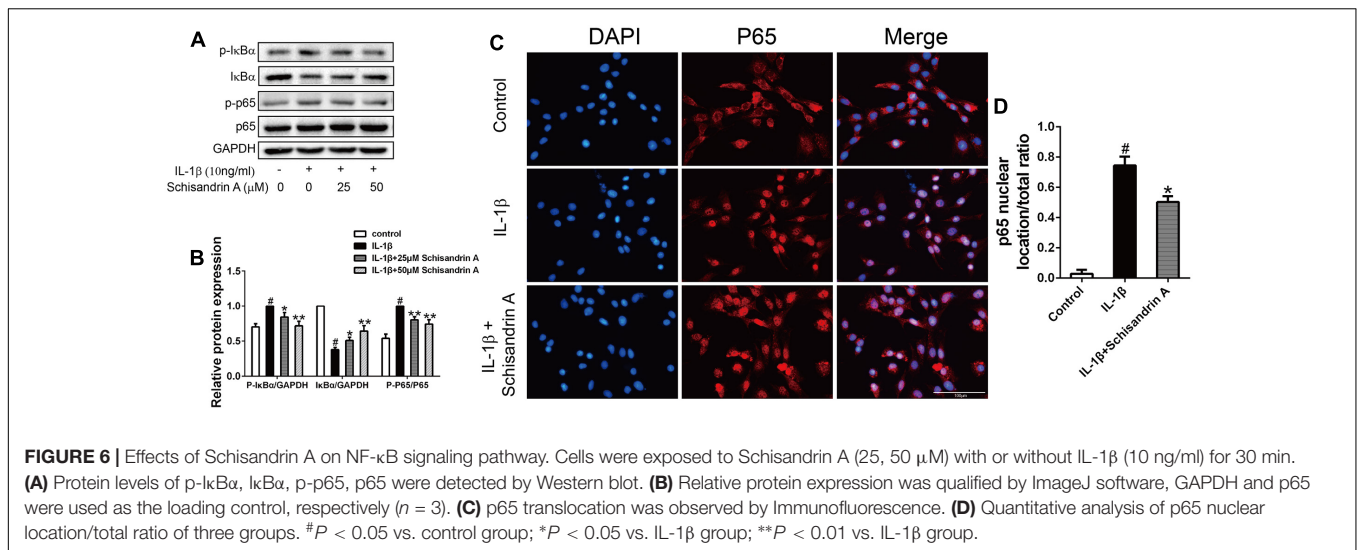 A
p-IκBα
IκBα
p-p65
p65
GAPDH
IL-1β (10ng/ml) - + + +
Schisandrin A (μM) 0 0 25 50
B
control
IL-1β
IL-1β+25μM Schisandrin A
IL-1β+50μM Schisandrin A
Relative protein expression
1.5
1.0
0.5
0.0
# * **
# * **
# ** **
P-IκBα/GAPDH IκBα/GAPDH P-P65/P65
C
DAPI P65 Merge
Control
IL-1β
IL-1β +
Schisandrin A
100μm
D
p65 nuclear
location/total ratio
1.0
0.8
0.6
0.4
0.2
0.0
#
*
Control
IL-1β
IL-1β+Schisandrin A
FIGURE 6 | Effects of Schisandrin A on NF-κB signaling pathway. Cells were exposed to Schisandrin A (25, 50 μM) with or without IL-1β (10 ng/ml) for 30 min.
(A) Protein levels of p-IκBα, IκBα, p-p65, p65 were detected by Western blot. (B) Relative protein expression was qualified by ImageJ software, GAPDH and p65
were used as the loading control, respectively (n = 3). (C) p65 translocation was observed by Immunofluorescence. (D) Quantitative analysis of p65 nuclear
location/total ratio of three groups. #P < 0.05 vs. control group; *P < 0.05 vs. IL-1β group; **P < 0.01 vs. IL-1β group.